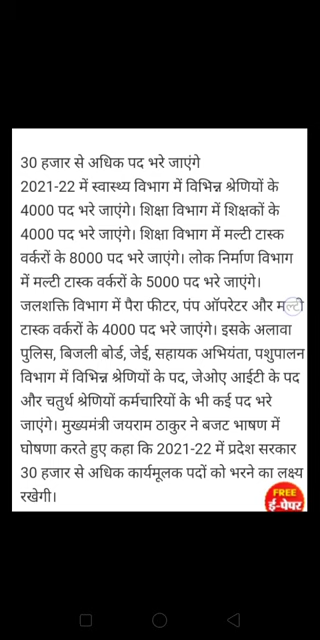 30 हजार से अधिक पद भरे जाएंगे
2021-22 में स्वास्थ्य विभाग में विभिन्न श्रेणियों के
4000 पद भरे जाएंगे। शिक्षा विभाग में शिक्षकों के
4000 पद भरे जाएंगे। शिक्षा विभाग में मल्टी टास्क
वर्करों के 8000 पद भरे जाएंगे। लोक निर्माण विभाग
में मल्टी टास्क वर्करों के 5000 पद भरे जाएंगे।
जलशक्ति विभाग में पैरा फीटर, पंप ऑपरेटर और मल्टी
टास्क वर्करों के 4000 पद भरे जाएंगे। इसके अलावा
पुलिस, बिजली बोर्ड, जेई, सहायक अभियंता, पशुपालन
विभाग में विभिन्न श्रेणियों के पद, जेओए आईटी के पद
और चतुर्थ श्रेणियों कर्मचारियों के भी कई पद भरे
जाएंगे। मुख्यमंत्री जयराम ठाकुर ने बजट भाषण में
घोषणा करते हुए कहा कि 2021-22 में प्रदेश सरकार
30 हजार से अधिक कार्यमूलक पदों को भरने का लक्ष्य
रखेगी।
FREE
ई-पेपर